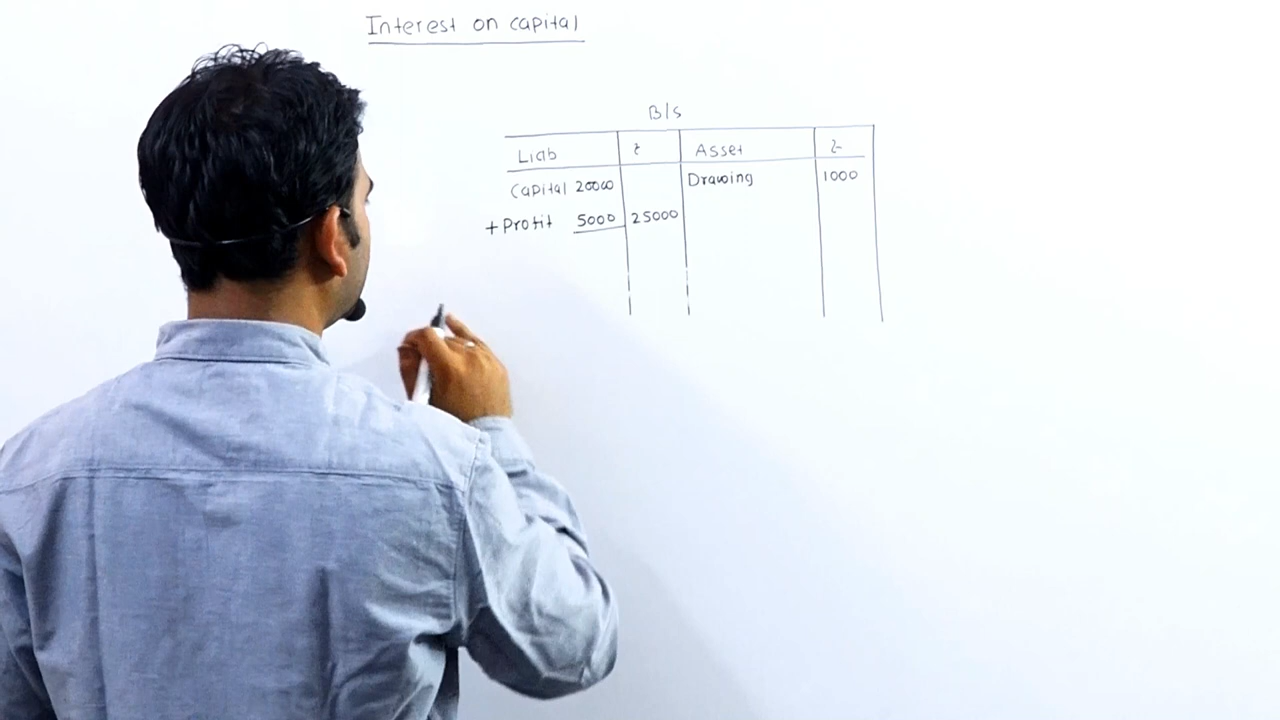 Interest on capital
B/s
Liab ₹ Asset ₹
Capital 20000 Drawing 1000
+ Profit 5000 25000